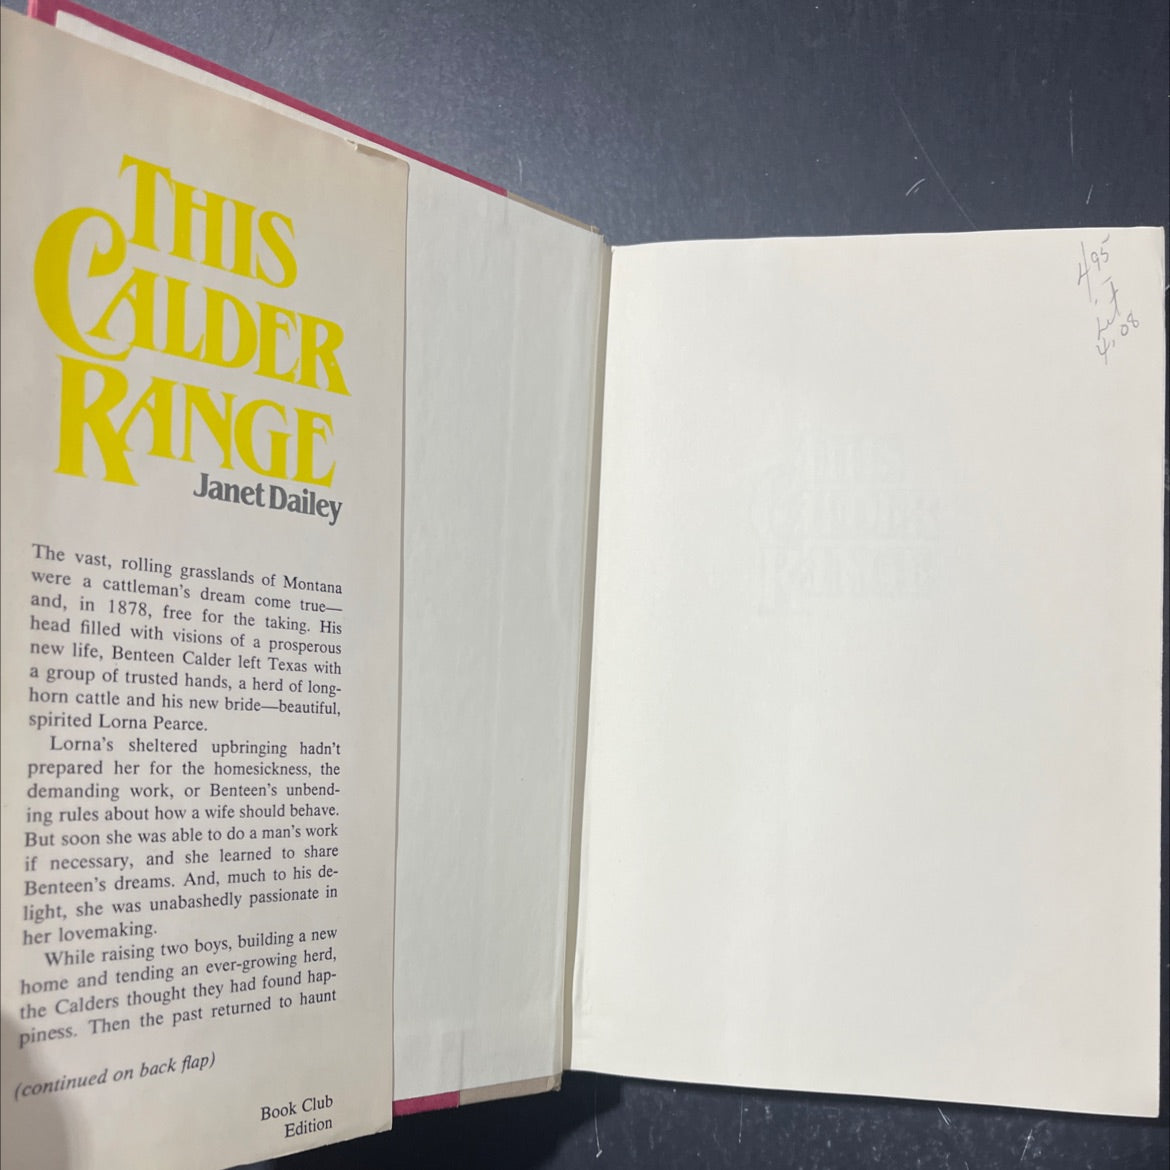 THIS
CALDER
RANGE
Janet Dailey
The vast, rolling grasslands of Montana
were a cattleman's dream come true—
and, in 1878, free for the taking. His
head filled with visions of a prosperous
new life, Benteen Calder left Texas with
a group of trusted hands, a herd of long-
horn cattle and his new bride—beautiful,
spirited Lorna Pearce.
Lorna's sheltered upbringing hadn't
prepared her for the homesickness, the
demanding work, or Benteen's unbend-
ing rules about how a wife should behave.
But soon she was able to do a man's work
if necessary, and she learned to share
Benteen's dreams. And, much to his de-
light, she was unabashedly passionate in
her lovemaking.
While raising two boys, building a new
home and tending an ever-growing herd,
the Calders thought they had found hap-
piness. Then the past returned to haunt
(continued on back flap)
Book Club
Edition
4 95
4.08